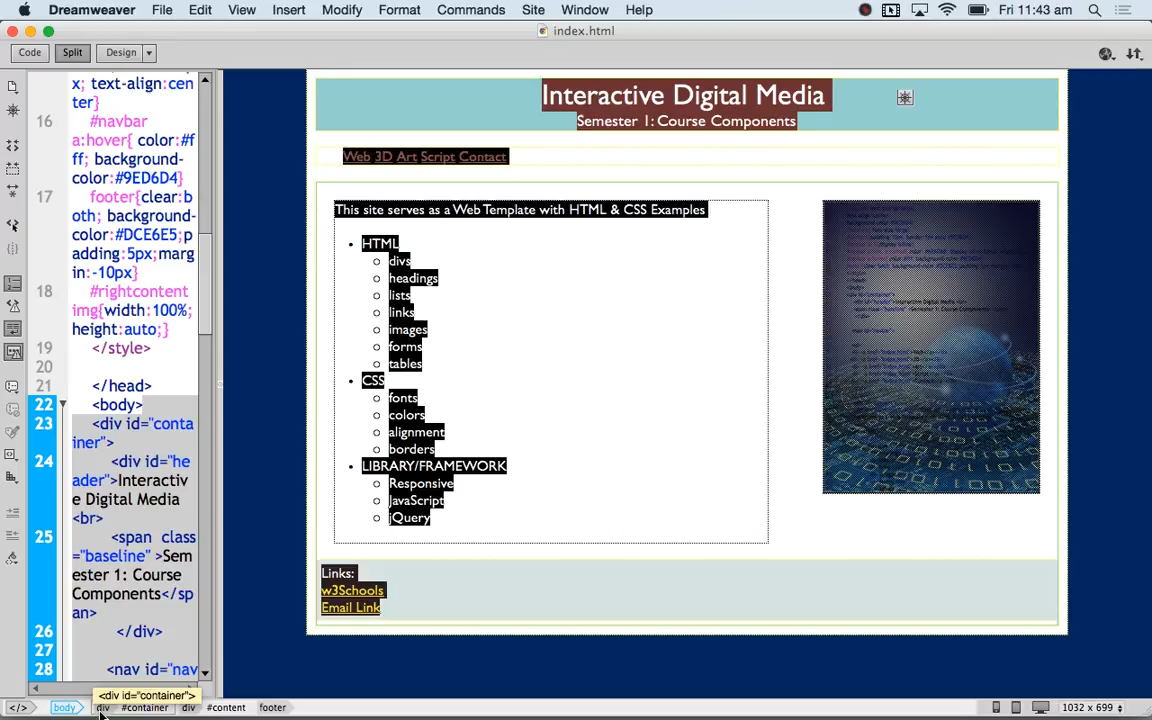 Dreamweaver File Edit View Insert Modify Format Commands Site Window Help Fri 11:43 am
index.html
Code Split Design
x; text-align:cen
ter}
16 #navbar
a:hover{ color:#f
ff; background-
color:#9ED6D4}
17 footer{clear:b
oth; background-
color:#DCE6E5;p
adding:5px;marg
in:-10px}
18 #rightcontent
img{width:100%;
height:auto;}
19 </style>
20
21 </head>
22 <body>
23 <div id="conta
iner">
24 <div id="he
ader">Interactiv
e Digital Media
<br>
25 <span class
="baseline" >Sem
ester 1: Course
Components</sp
an>
26 </div>
27
28 <nav id="nav
Interactive Digital Media
Semester 1: Course Components
Web 3D Art Script Contact
This site serves as a Web Template with HTML & CSS Examples
HTML
divs
headings
lists
links
images
forms
tables
CSS
fonts
colors
alignment
borders
LIBRARY/FRAMEWORK
Responsive
JavaScript
jQuery
Links:
w3Schools
Email Link
<div id="container">
</> body div #container div #content footer 1032 x 699